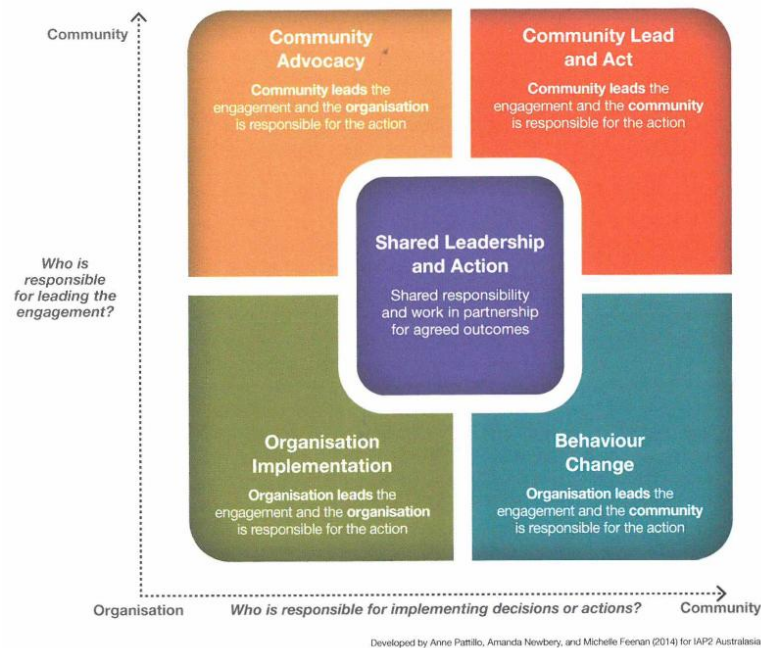 Community
Community
Advocacy
Community leads the
engagement and the organisation
is responsible for the action
Community Lead
and Act
Community leads the
engagement and the community
is responsible for the action
Who is
responsible
for leading the
engagement?
Shared Leadership
and Action
Shared responsibility
and work in partnership
for agreed outcomes
Organisation
Implementation
Organisation leads the
engagement and the organisation
is responsible for the action
Behaviour
Change
Organisation leads the
engagement and the community
is responsible for the action
Organisation
Who is responsible for implementing decisions or actions?
Community
Developed by Anne Pattillo, Amanda Newbery, and Michelle Feenan (2014) for IAP2 Australasia